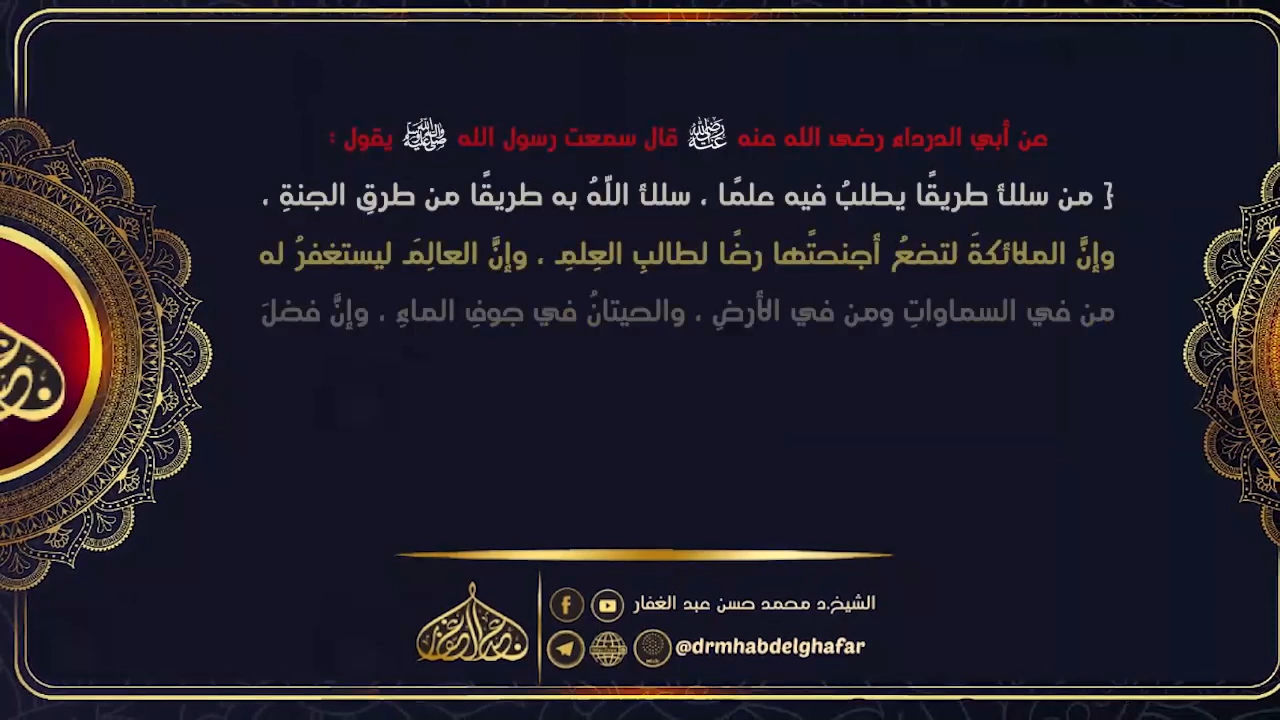 عن أبي الدرداء رضى الله عنه رضي الله عنه قال سمعت رسول الله ﷺ يقول :
{ من سلك طريقًا يطلبُ فيه علمًا ، سلك اللّهُ به طريقًا من طرقِ الجنةِ ،
وإنَّ الملائكةَ لتضعُ أجنحتَها رضًا لطالبِ العِلمِ ، وإنَّ العالِمَ ليستغفرُ له
من في السماواتِ ومن في الأرضِ ، والحيتانُ في جوفِ الماءِ ، وإنَّ فضلَ
الشيخ.د محمد حسن عبد الغفار
@drmhabdelghafar